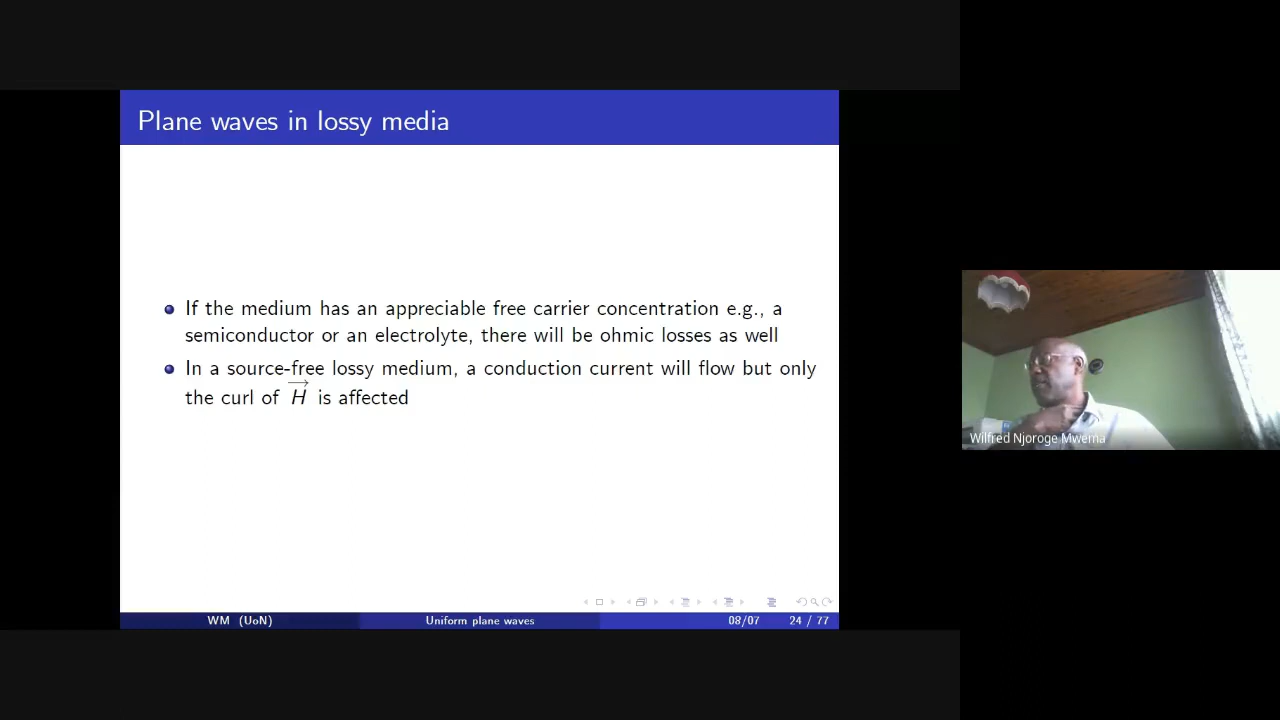 Plane waves in lossy media
If the medium has an appreciable free carrier concentration e.g., a
semiconductor or an electrolyte, there will be ohmic losses as well
In a source-free lossy medium, a conduction current will flow but only
the curl of H⃗ is affected
Wilfred Njoroge Mwema
WM (UoN) Uniform plane waves 08/07 24 / 77